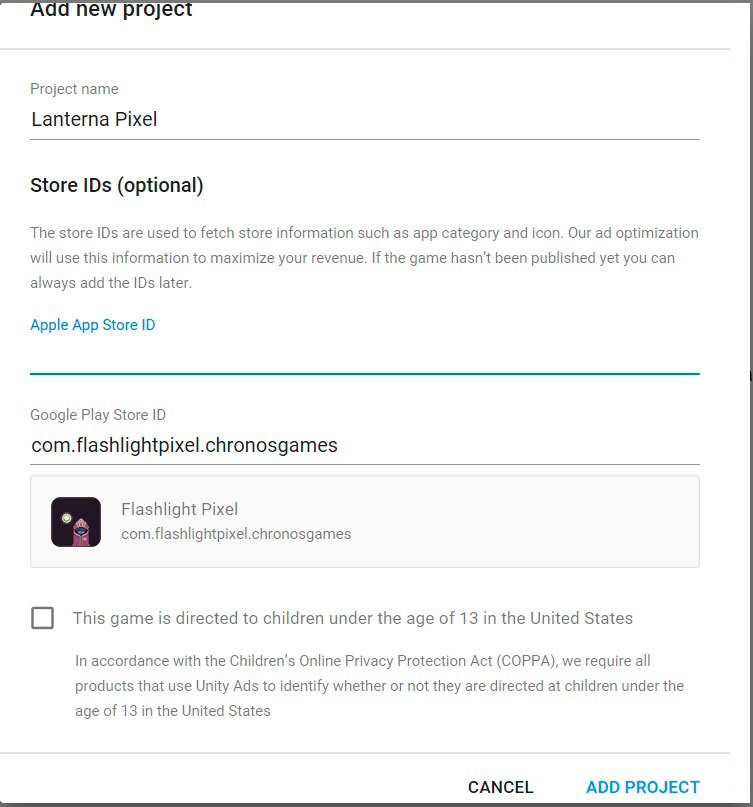 Add new project
Project name
Lanterna Pixel
Store IDs (optional)
The store IDs are used to fetch store information such as app category and icon. Our ad optimization
will use this information to maximize your revenue. If the game hasn't been published yet you can
always add the IDs later.
Apple App Store ID
Google Play Store ID
com.flashlightpixel.chronosgames
Flashlight Pixel
com.flashlightpixel.chronosgames
This game is directed to children under the age of 13 in the United States
In accordance with the Children's Online Privacy Protection Act (COPPA), we require all
products that use Unity Ads to identify whether or not they are directed at children under the
age of 13 in the United States
CANCEL ADD PROJECT